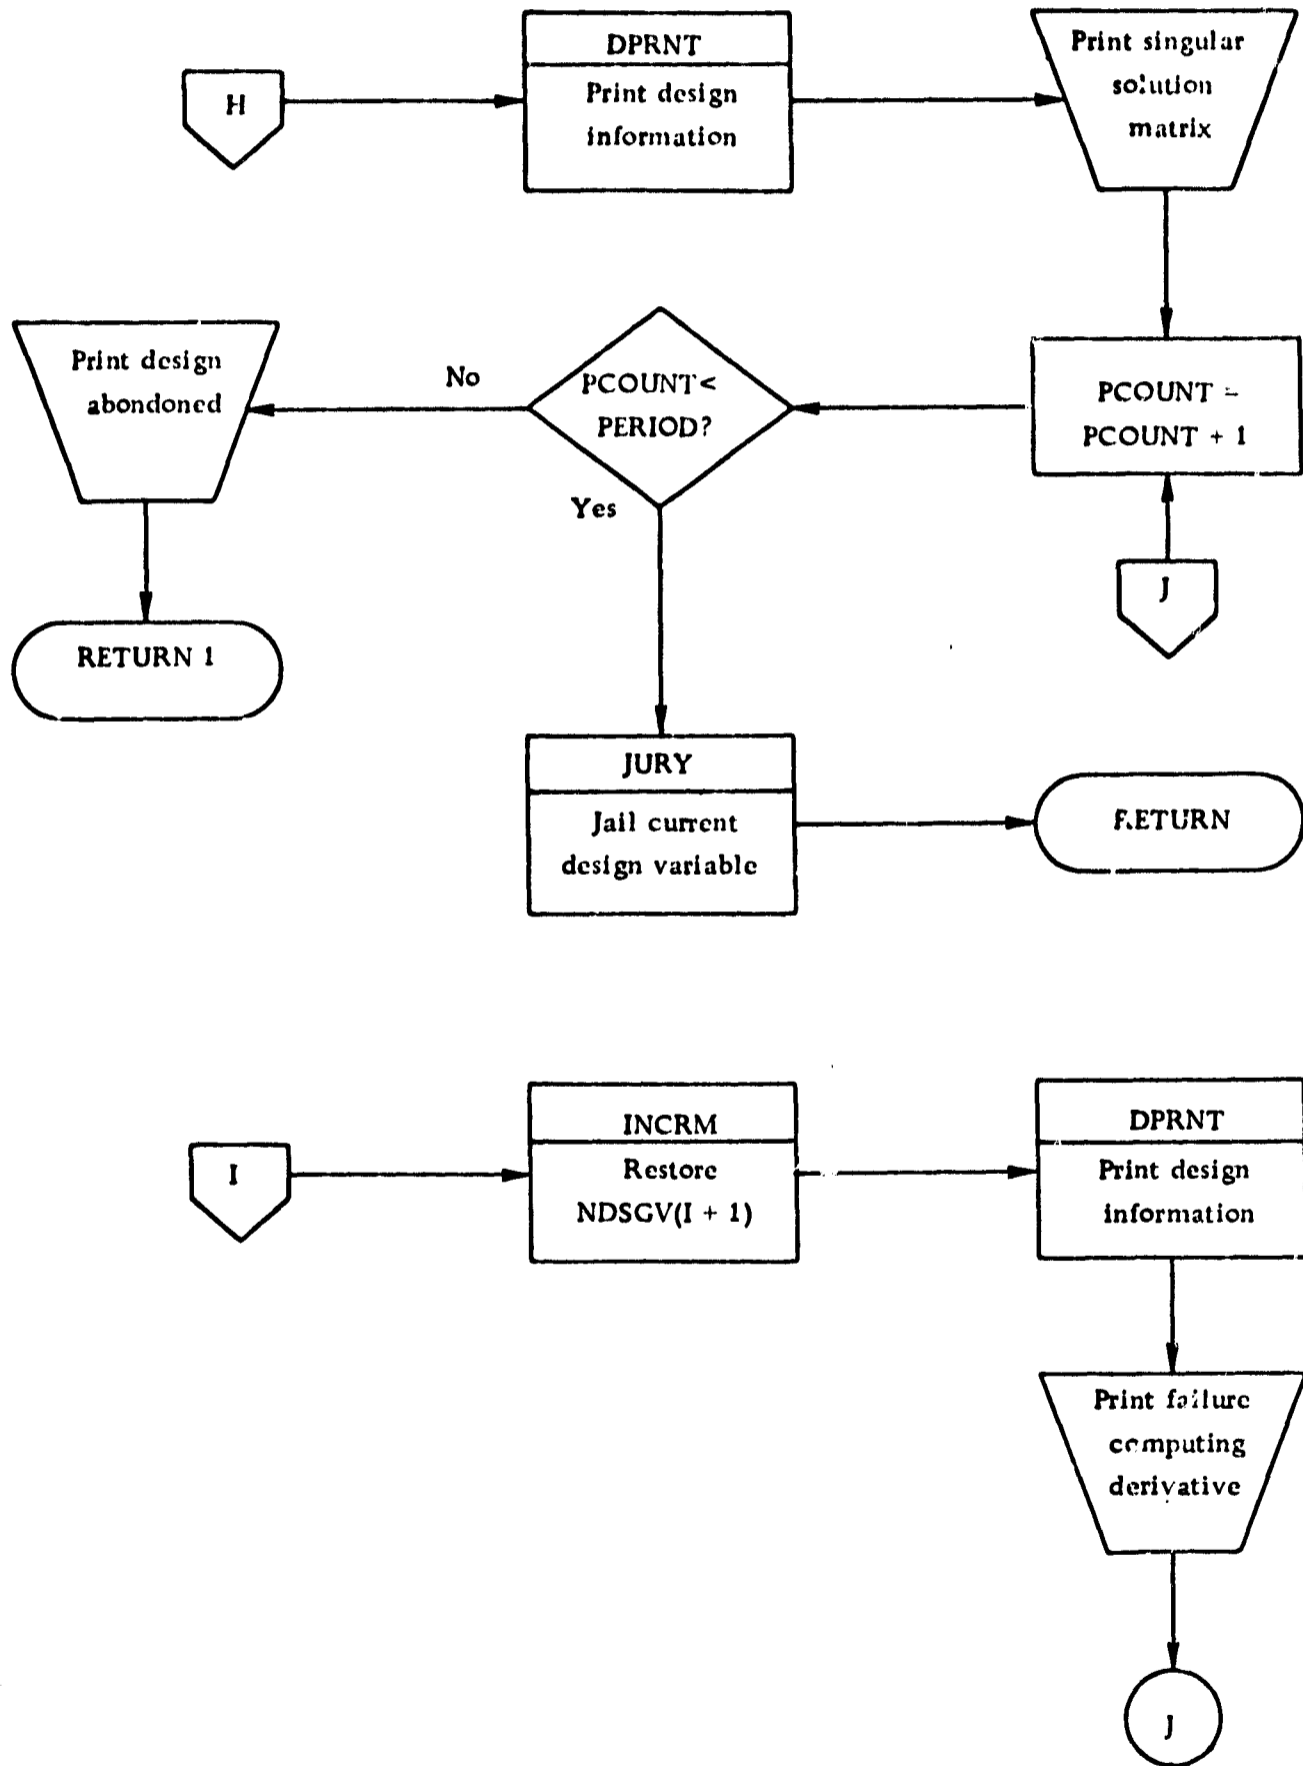 H
DPRNT
Print design
information
Print singular
solution
matrix
Print design
abondoned
No
PCOUNT<
PERIOD?
Yes
PCOUNT =
PCOUNT + 1
J
RETURN 1
JURY
Jail current
design variable
RETURN
I
INCRM
Restore
NDSGV(I + 1)
DPRNT
Print design
information
Print failure
computing
derivative
J